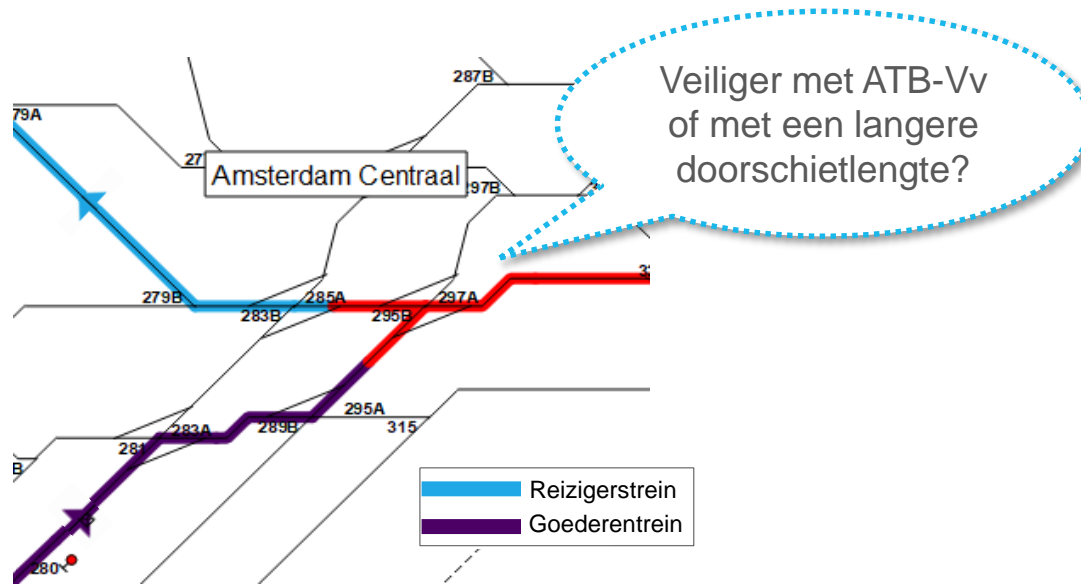 Veiliger met ATB-Vv
of met een langere
doorschietlengte?
287B
79A
Amsterdam Centraal
297B
279B
285A
297A
283B
295B
295A
283A
289B
315
281
B
280
Reizigerstrein
Goederentrein